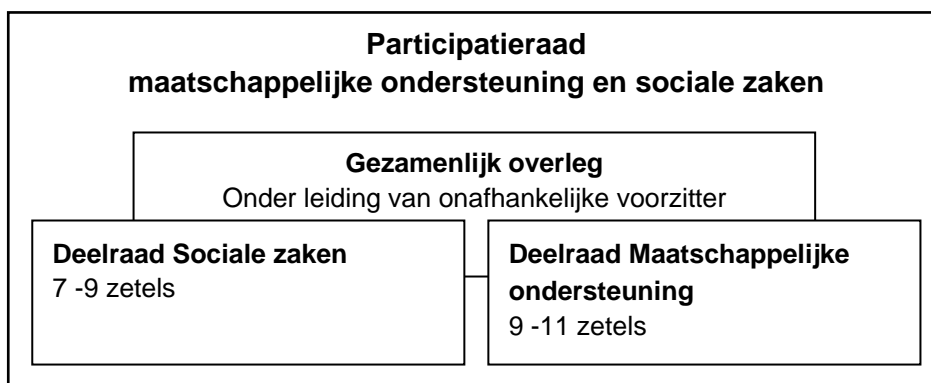 Participatieraad
maatschappelijke ondersteuning en sociale zaken
Gezamenlijk overleg
Onder leiding van onafhankelijke voorzitter
Deelraad Sociale zaken
7 -9 zetels
Deelraad Maatschappelijke
ondersteuning
9 -11 zetels